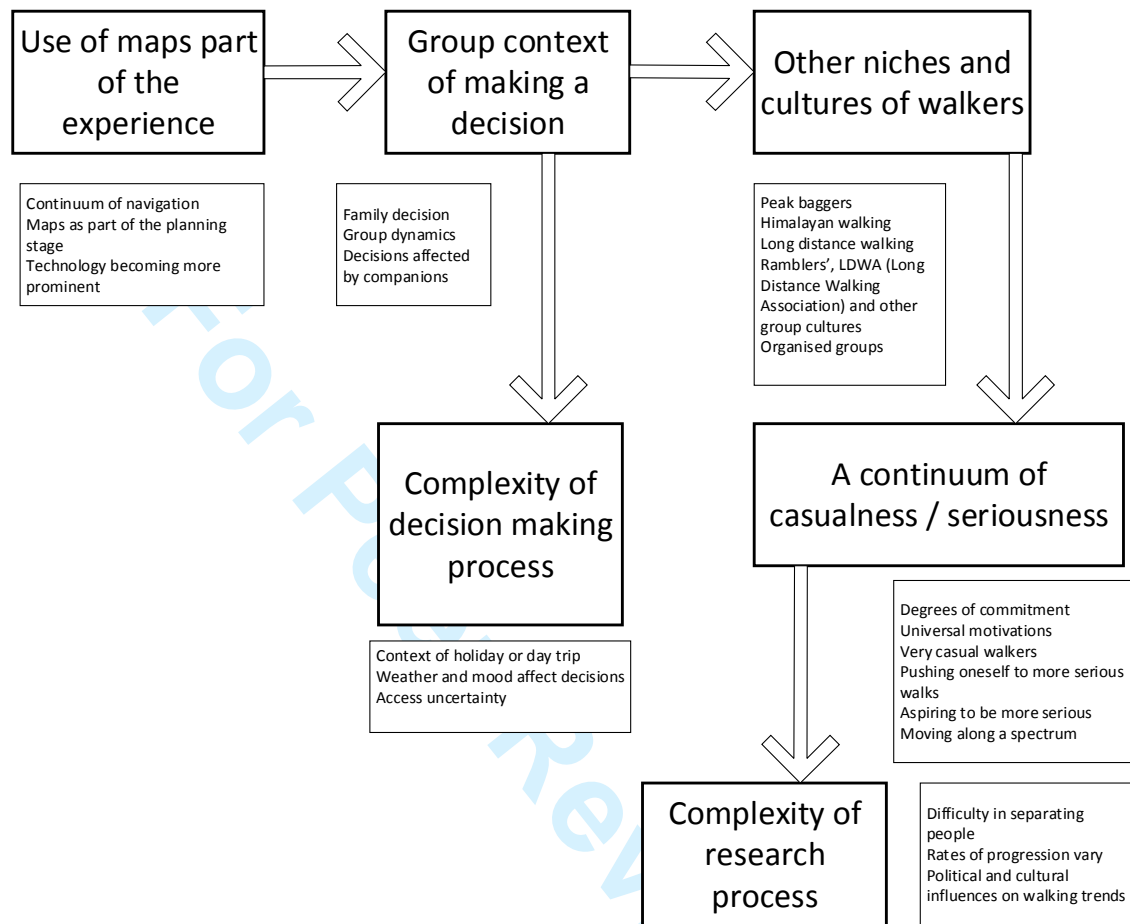 Use of maps part
of the
experience
Group context
of making a
decision
Other niches and
cultures of walkers
Continuum of navigation
Maps as part of the planning
stage
Technology becoming more
prominent
Family decision
Group dynamics
Decisions affected
by companions
Peak baggers
Himalayan walking
Long distance walking
Ramblers’, LDWA (Long
Distance Walking
Association) and other
group cultures
Organised groups
Complexity of
decision making
process
A continuum of
casualness / seriousness
Context of holiday or day trip
Weather and mood affect decisions
Access uncertainty
Degrees of commitment
Universal motivations
Very casual walkers
Pushing oneself to more serious
walks
Aspiring to be more serious
Moving along a spectrum
Complexity of
research
process
Difficulty in separating
people
Rates of progression vary
Political and cultural
influences on walking trends
For